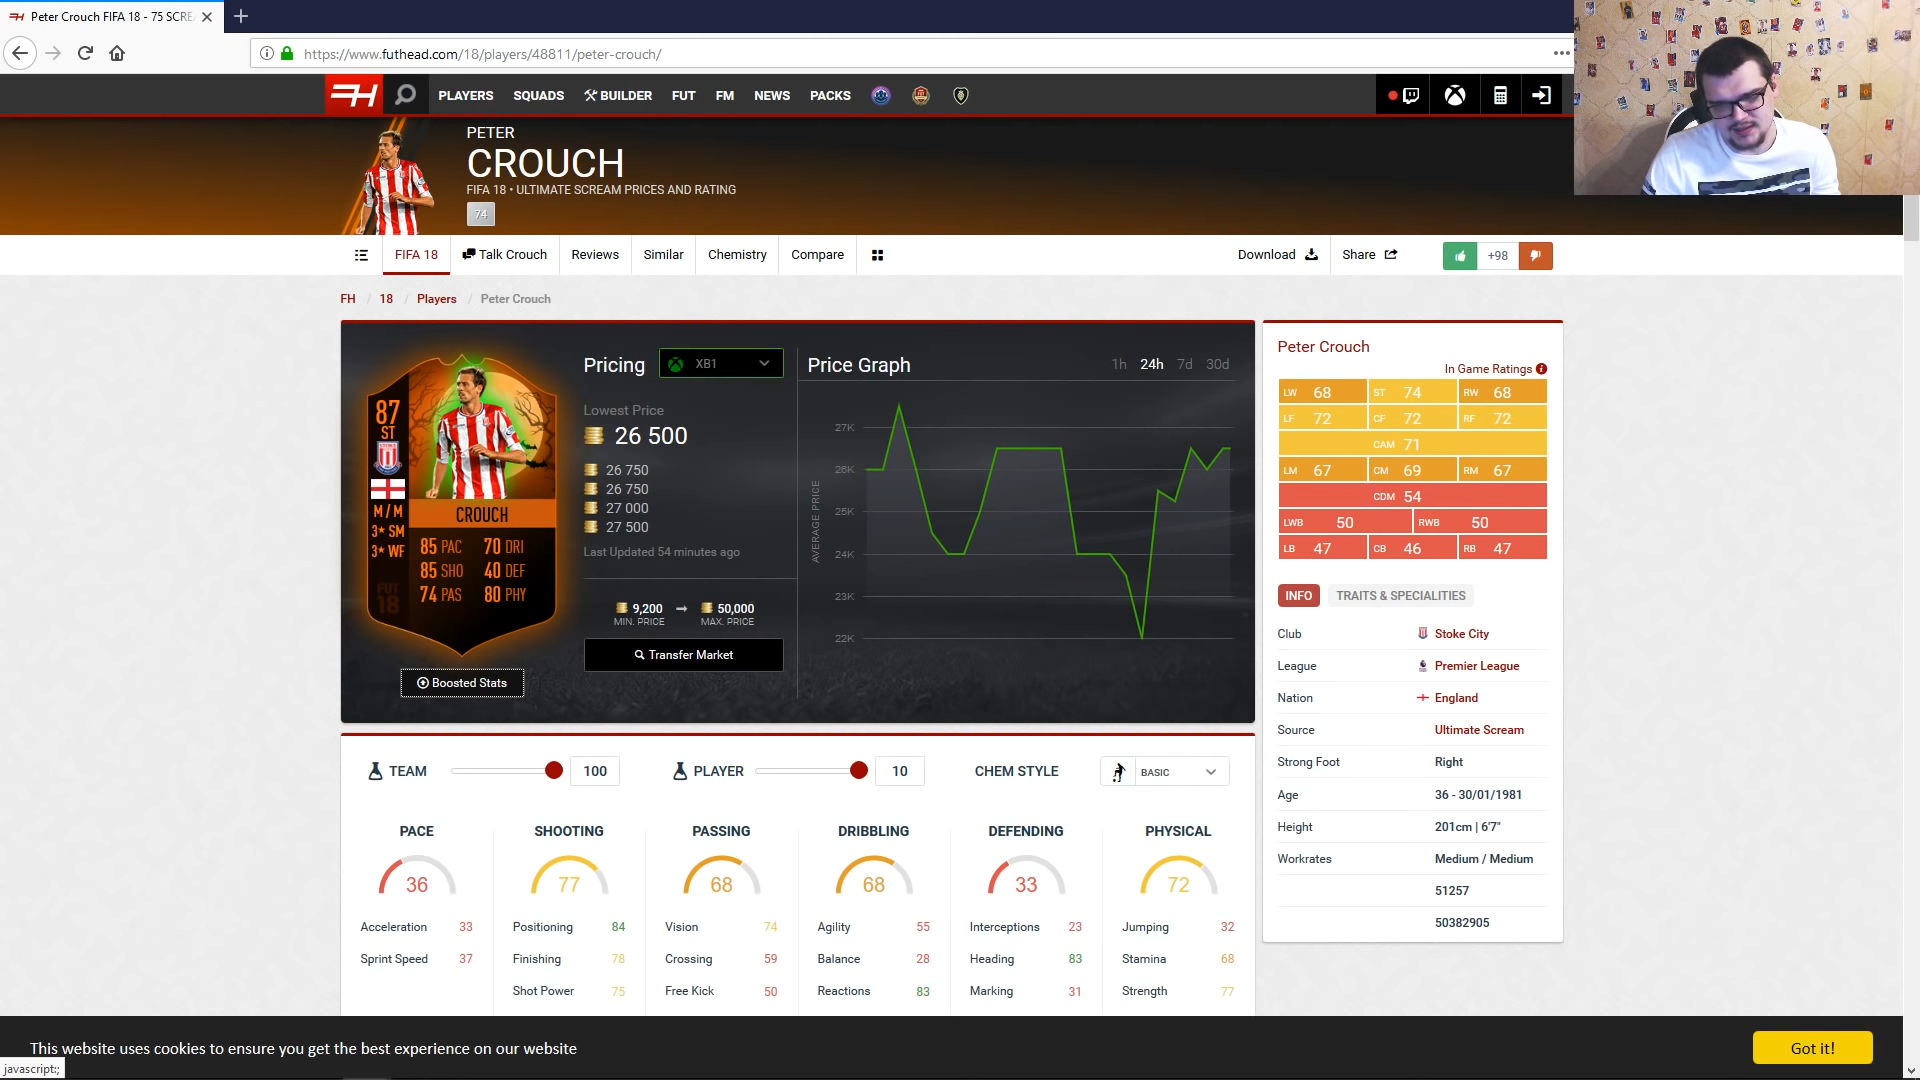 Peter Crouch FIFA 18 - 75 SCRE
https://www.futhead.com/18/players/48811/peter-crouch/
FH
PLAYERS SQUADS BUILDER FUT FM NEWS PACKS
PETER
CROUCH
FIFA 18 • ULTIMATE SCREAM PRICES AND RATING
74
FIFA 18 Talk Crouch Reviews Similar Chemistry Compare
Download Share +98
FH / 18 / Players / Peter Crouch
87
ST
M / M
3* SM
3* WF
FUT
18
CROUCH
85 PAC 70 DRI
85 SHO 40 DEF
74 PAS 80 PHY
Boosted Stats
Pricing XB1
Lowest Price
26 500
26 750
26 750
27 000
27 500
Last Updated 54 minutes ago
9,200 50,000
MIN. PRICE MAX. PRICE
Transfer Market
Price Graph 1h 24h 7d 30d
AVERAGE PRICE
27K
26K
25K
24K
23K
22K
Peter Crouch
In Game Ratings
LW 68 ST 74 RW 68
LF 72 CF 72 RF 72
CAM 71
LM 67 CM 69 RM 67
CDM 54
LWB 50 RWB 50
LB 47 CB 46 RB 47
INFO TRAITS & SPECIALITIES
Club Stoke City
League Premier League
Nation England
Source Ultimate Scream
Strong Foot Right
Age 36 - 30/01/1981
Height 201cm | 6'7"
Workrates Medium / Medium
51257
50382905
TEAM 100 PLAYER 10 CHEM STYLE BASIC
PACE SHOOTING PASSING DRIBBLING DEFENDING PHYSICAL
36 77 68 68 33 72
Acceleration 33 Positioning 84 Vision 74 Agility 55 Interceptions 23 Jumping 32
Sprint Speed 37 Finishing 78 Crossing 59 Balance 28 Heading 83 Stamina 68
Shot Power 75 Free Kick 50 Reactions 83 Marking 31 Strength 77
This website uses cookies to ensure you get the best experience on our website
Got it!
javascript:;